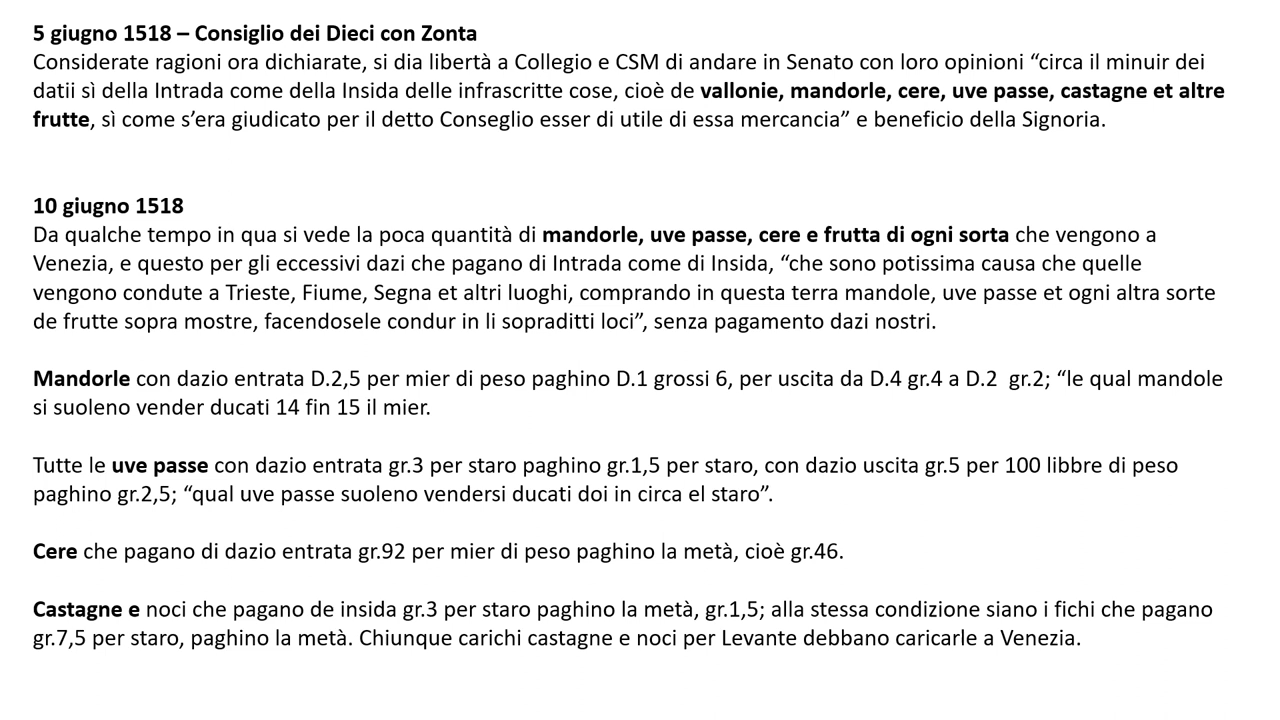 5 giugno 1518 – Consiglio dei Dieci con Zonta
Considerate ragioni ora dichiarate, si dia libertà a Collegio e CSM di andare in Senato con loro opinioni “circa il minuir dei
datii sì della Intrada come della Insida delle infrascritte cose, cioè de vallonie, mandorle, cere, uve passe, castagne et altre
frutte, sì come s’era giudicato per il detto Conseglio esser di utile di essa mercancia” e beneficio della Signoria.
10 giugno 1518
Da qualche tempo in qua si vede la poca quantità di mandorle, uve passe, cere e frutta di ogni sorta che vengono a
Venezia, e questo per gli eccessivi dazi che pagano di Intrada come di Insida, “che sono potissima causa che quelle
vengono condute a Trieste, Fiume, Segna et altri luoghi, comprando in questa terra mandole, uve passe et ogni altra sorte
de frutte sopra mostre, facendosele condur in li sopraditti loci”, senza pagamento dazi nostri.
Mandorle con dazio entrata D.2,5 per mier di peso paghino D.1 grossi 6, per uscita da D.4 gr.4 a D.2  gr.2; “le qual mandole
si suoleno vender ducati 14 fin 15 il mier.
Tutte le uve passe con dazio entrata gr.3 per staro paghino gr.1,5 per staro, con dazio uscita gr.5 per 100 libbre di peso
paghino gr.2,5; “qual uve passe suoleno vendersi ducati doi in circa el staro”.
Cere che pagano di dazio entrata gr.92 per mier di peso paghino la metà, cioè gr.46.
Castagne e noci che pagano de insida gr.3 per staro paghino la metà, gr.1,5; alla stessa condizione siano i fichi che pagano
gr.7,5 per staro, paghino la metà. Chiunque carichi castagne e noci per Levante debbano caricarle a Venezia.